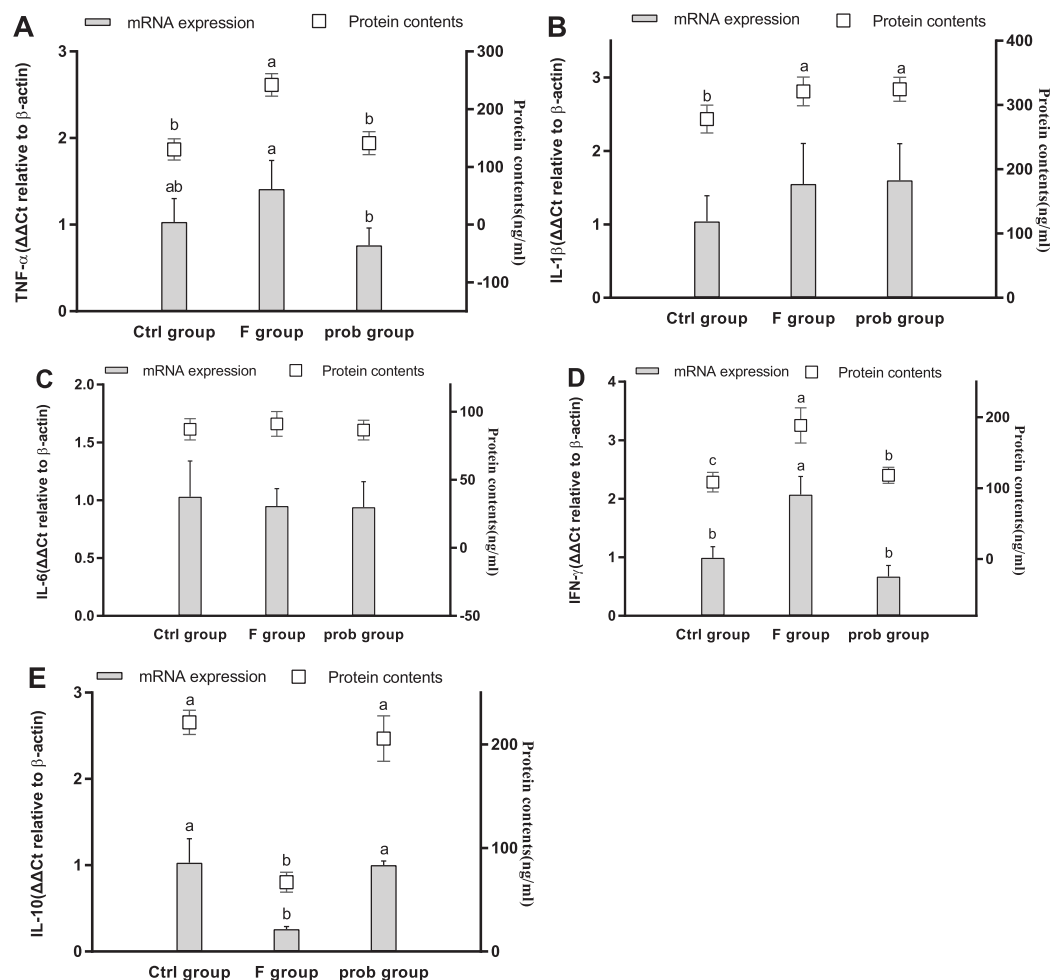 A
mRNA expression
Protein contents
TNF-α(ΔΔCt relative to β-actin)
3
2
1
0
300
200
100
0
-100
Protein contents(ng/ml)
b
a
b
ab
a
b
Ctrl group
F group
prob group
B
mRNA expression
Protein contents
IL-1β(ΔΔCt relative to β-actin)
3
2
1
0
400
300
200
100
0
Protein contents(ng/ml)
b
a
a
Ctrl group
F group
prob group
C
mRNA expression
Protein contents
IL-6(ΔΔCt relative to β-actin)
2.0
1.5
1.0
0.5
0.0
100
50
0
-50
Protein contents(ng/ml)
Ctrl group
F group
prob group
D
mRNA expression
Protein contents
IFN-γ(ΔΔCt relative to β-actin)
4
3
2
1
0
200
100
0
Protein contents(ng/ml)
c
a
b
b
a
b
Ctrl group
F group
prob group
E
mRNA expression
Protein contents
IL-10(ΔΔCt relative to β-actin)
3
2
1
0
200
100
0
Protein contents(ng/ml)
a
b
a
a
b
a
Ctrl group
F group
prob group